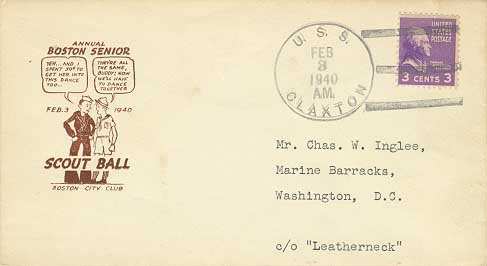 ANNUAL
BOSTON SENIOR
YEH...AND I
SPENT 50¢ TO
GET HER INTO
THIS DANCE
TOO...
THEY'RE ALL
THE SAME,
BUDDY; NOW
WE'LL HAVE
TO DANCE
TOGETHER
FEB. 3 1940
SCOUT BALL
BOSTON CITY CLUB
U. S. S.
FEB
3
1940
A.M.
CLAXTON
UNITED
STATES
POSTAGE
3 CENTS 3
Mr. Chas. W. Inglee,
Marine Barracks,
Washington, D.C.
c/o "Leatherneck"